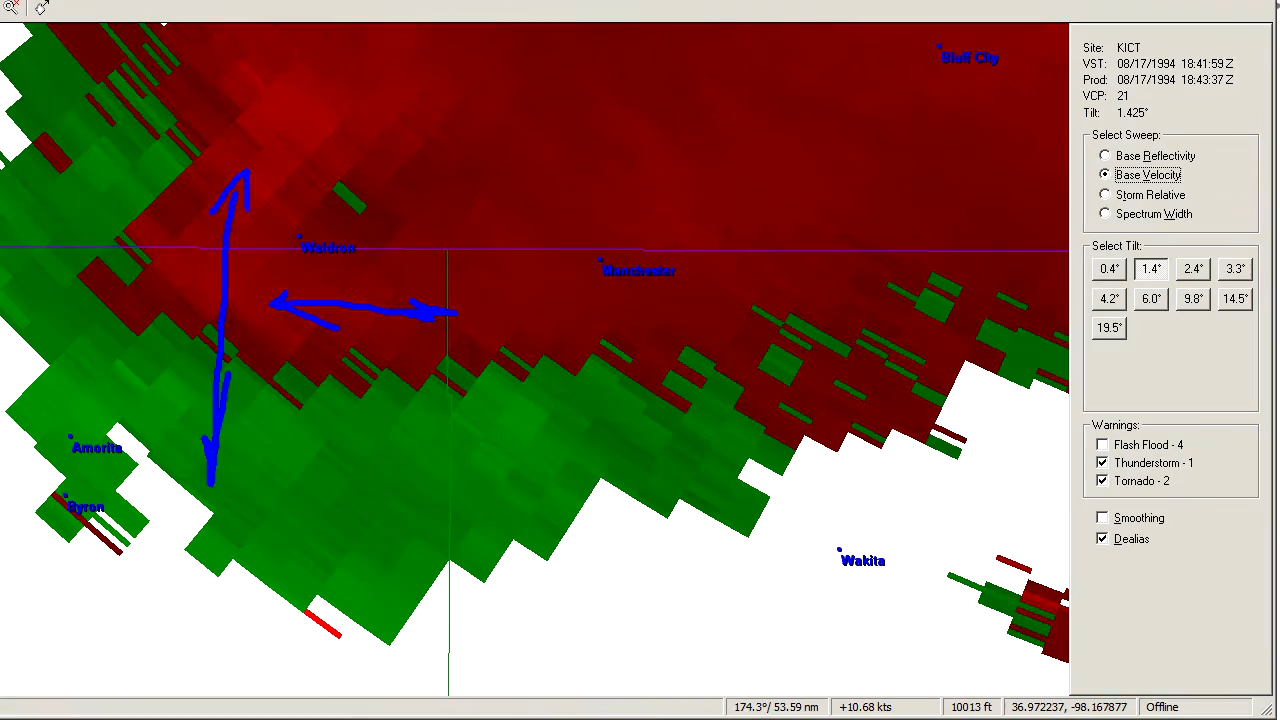 Bluff City
Waldron
Manchester
Amorita
Byron
Wakita
Site: KICT
VST: 08/17/1994 18:41:59 Z
Prod: 08/17/1994 18:43:37 Z
VCP: 21
Tilt: 1.425°
Select Sweep:
Base Reflectivity
Base Velocity
Storm Relative
Spectrum Width
Select Tilt:
0.4° 1.4° 2.4° 3.3°
4.2° 6.0° 9.8° 14.5°
19.5°
Warnings:
Flash Flood - 4
Thunderstorm - 1
Tornado - 2
Smoothing
Dealias
174.3°/ 53.59 nm +10.68 kts 10013 ft 36.972237, -98.167877 Offline